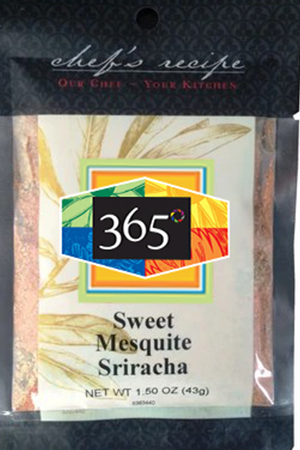 chef's recipe
OUR CHEF ~ YOUR KITCHEN
365°
Sweet
Mesquite
Sriracha
NET WT 1.50 OZ (43g)